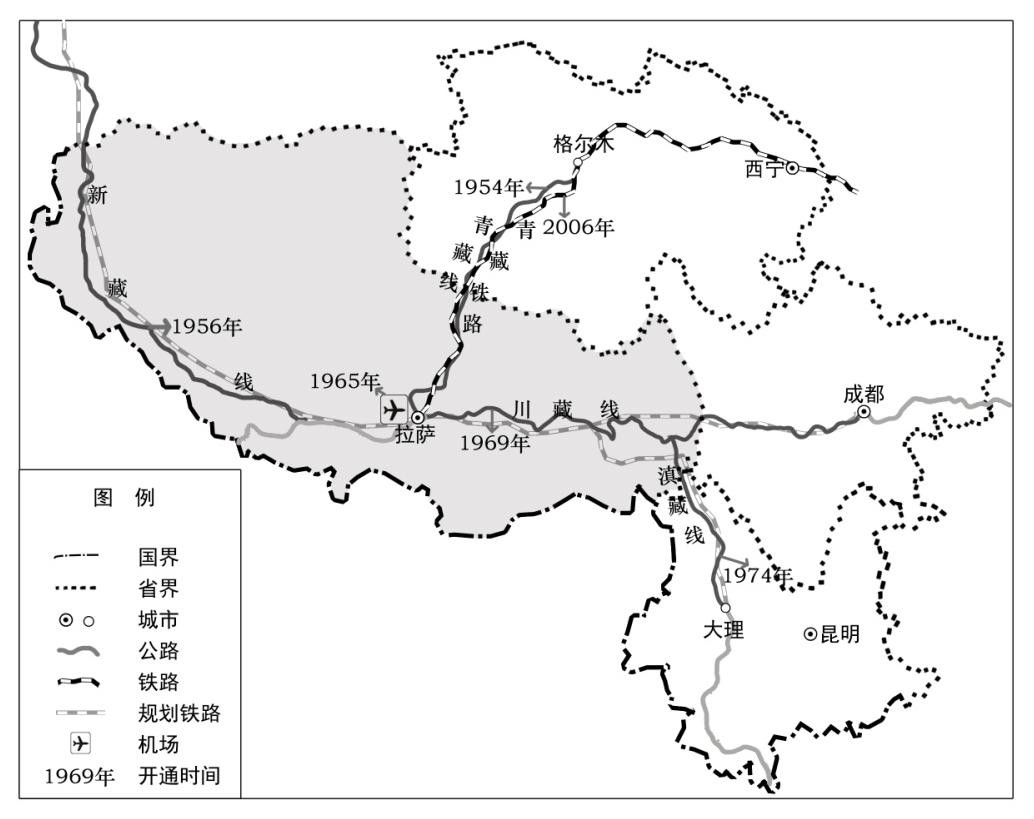 格尔木
西宁
1954年
2006年
青藏线
青藏铁路
新藏线
1956年
1965年
拉萨
川藏线
1969年
成都
滇藏线
1974年
大理
昆明
图 例
国界
省界
城市
公路
铁路
规划铁路
机场
1969年 开通时间